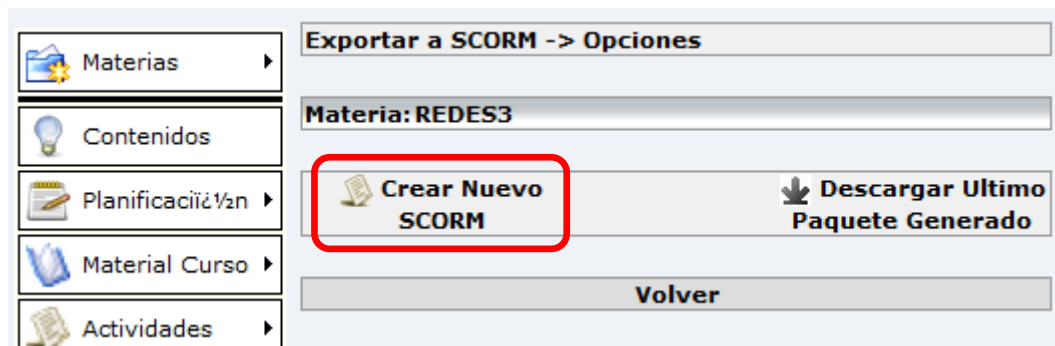 Materias
Contenidos
Planificaciï¿½n
Material Curso
Actividades
Exportar a SCORM -> Opciones
Materia: REDES3
Crear Nuevo
SCORM
Descargar Ultimo
Paquete Generado
Volver